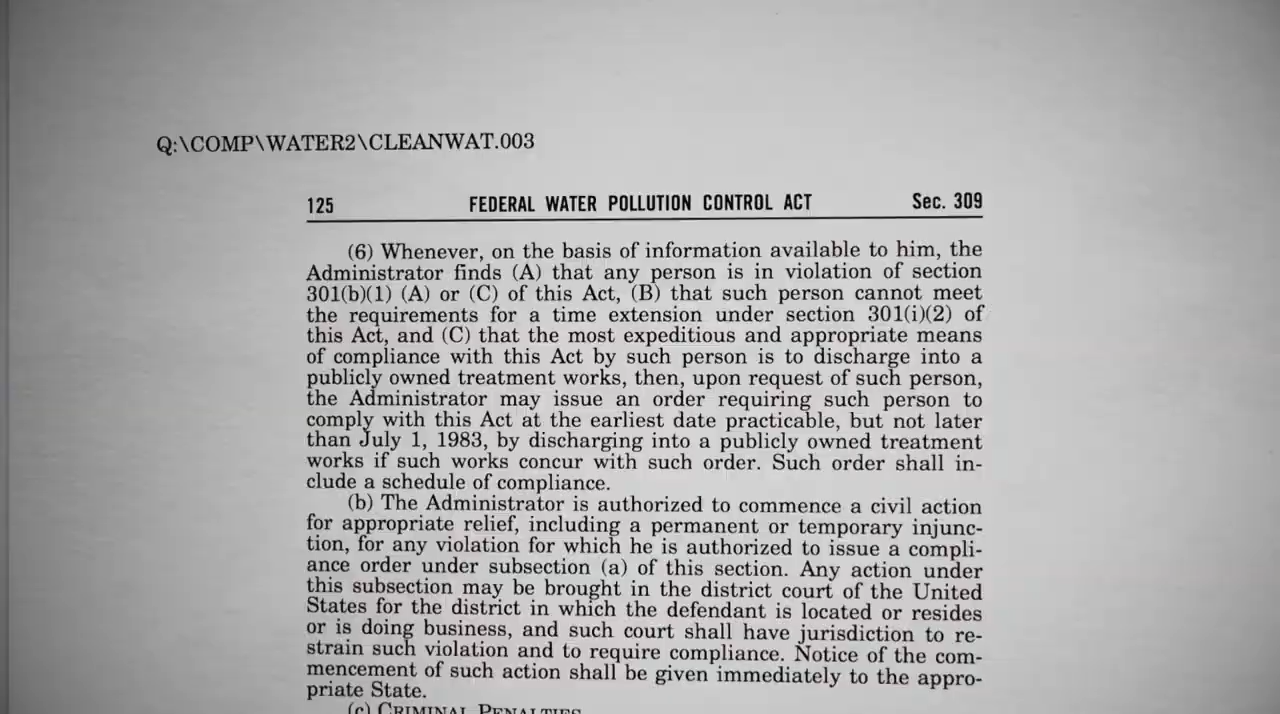 Q:\COMP\WATER2\CLEANWAT.003
125 FEDERAL WATER POLLUTION CONTROL ACT Sec. 309
(6) Whenever, on the basis of information available to him, the
Administrator finds (A) that any person is in violation of section
301(b)(1) (A) or (C) of this Act, (B) that such person cannot meet
the requirements for a time extension under section 301(i)(2) of
this Act, and (C) that the most expeditious and appropriate means
of compliance with this Act by such person is to discharge into a
publicly owned treatment works, then, upon request of such person,
the Administrator may issue an order requiring such person to
comply with this Act at the earliest date practicable, but not later
than July 1, 1983, by discharging into a publicly owned treatment
works if such works concur with such order. Such order shall in-
clude a schedule of compliance.
(b) The Administrator is authorized to commence a civil action
for appropriate relief, including a permanent or temporary injunc-
tion, for any violation for which he is authorized to issue a compli-
ance order under subsection (a) of this section. Any action under
this subsection may be brought in the district court of the United
States for the district in which the defendant is located or resides
or is doing business, and such court shall have jurisdiction to re-
strain such violation and to require compliance. Notice of the com-
mencement of such action shall be given immediately to the appro-
priate State.
(c) CRIMINAL PENALTIES